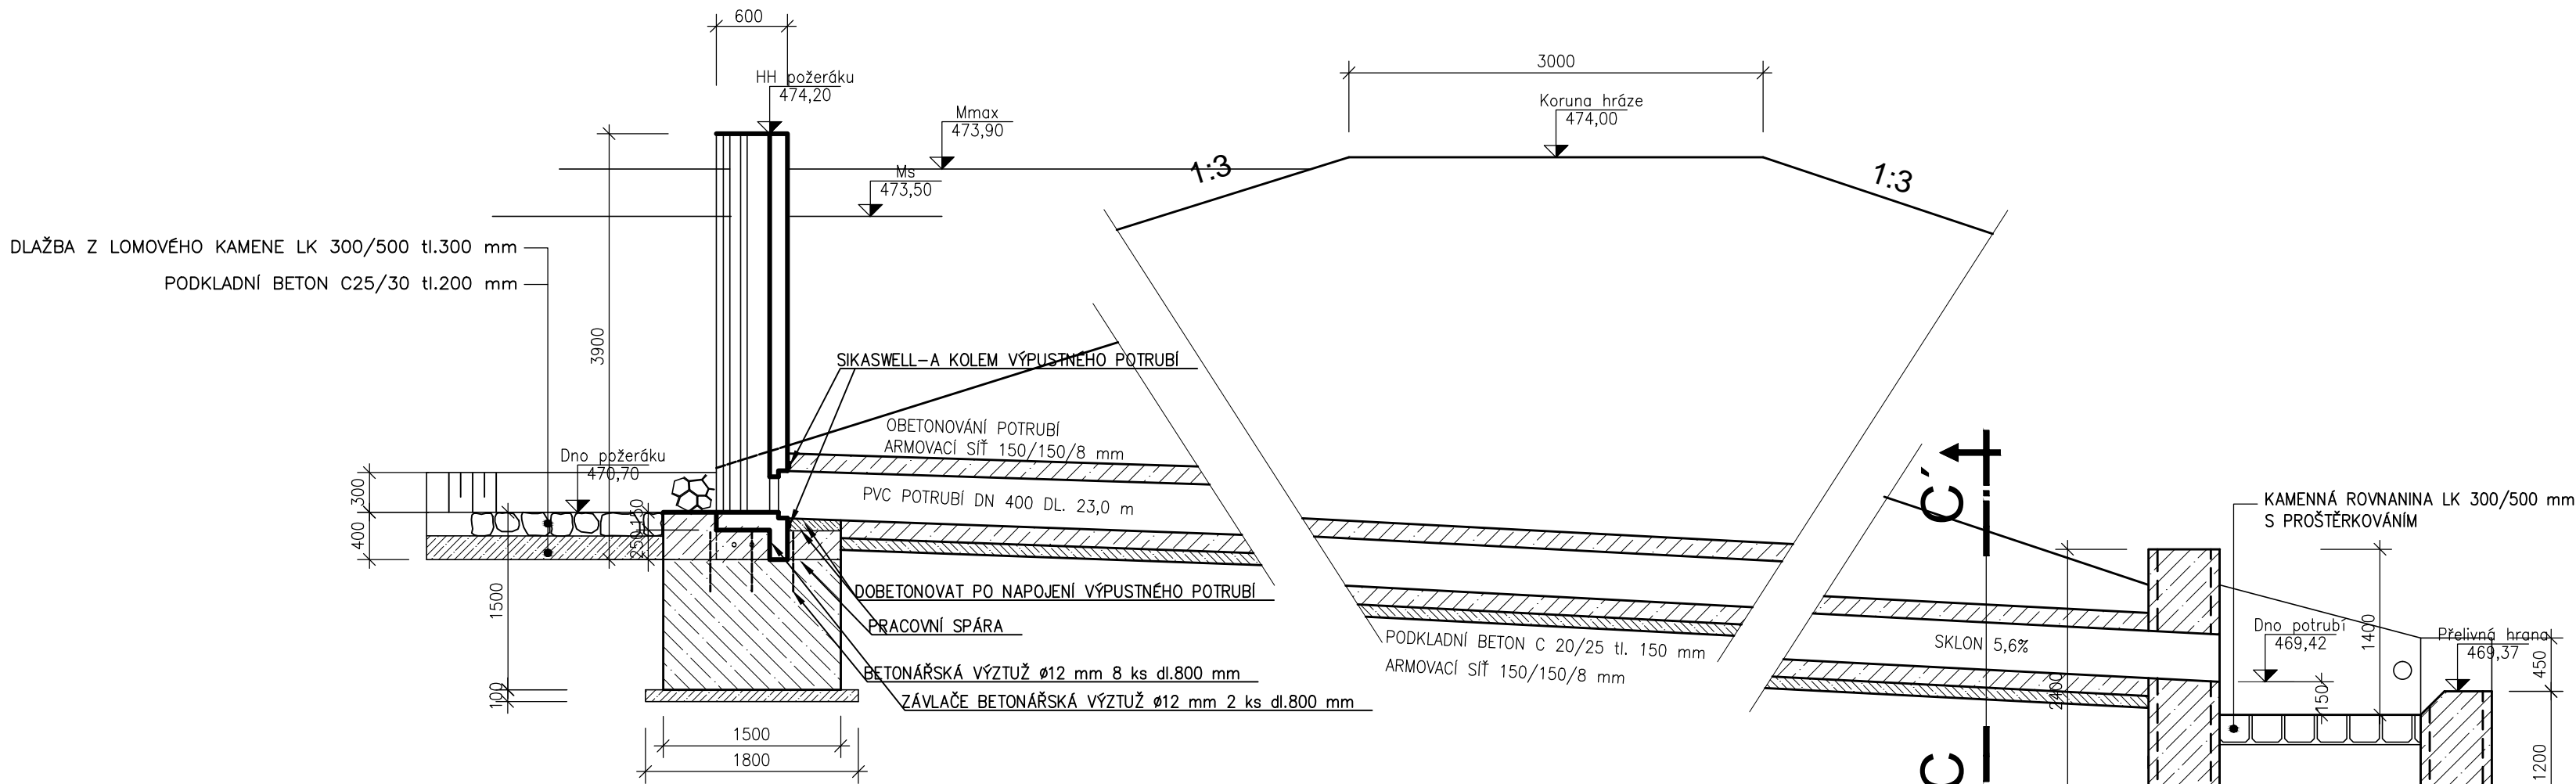 600
HH požeráku
474,20
Mmax
473,90
Ms
473,50
3000
Koruna hráze
474,00
1:3
1:3
DLAŽBA Z LOMOVÉHO KAMENE LK 300/500 tl.300 mm
PODKLADNÍ BETON C25/30 tl.200 mm
3900
SIKASWELL-A KOLEM VÝPUSTNÉHO POTRUBÍ
OBETONOVÁNÍ POTRUBÍ
ARMOVACÍ SÍŤ 150/150/8 mm
Dno požeráku
470,70
PVC POTRUBÍ DN 400 DL. 23,0 m
300
400
150
250
1500
100
DOBETONOVAT PO NAPOJENÍ VÝPUSTNÉHO POTRUBÍ
PRACOVNÍ SPÁRA
BETONÁŘSKÁ VÝZTUŽ ø12 mm 8 ks dl.800 mm
ZÁVLAČE BETONÁŘSKÁ VÝZTUŽ ø12 mm 2 ks dl.800 mm
1500
1800
PODKLADNÍ BETON C 20/25 tl. 150 mm
ARMOVACÍ SÍŤ 150/150/8 mm
SKLON 5,6%
C´
C
KAMENNÁ ROVNANINA LK 300/500 mm
S PROŠTĚRKOVÁNÍM
2400
Dno potrubí
469,42
150
1400
Přelivná hrana
469,37
450
1200